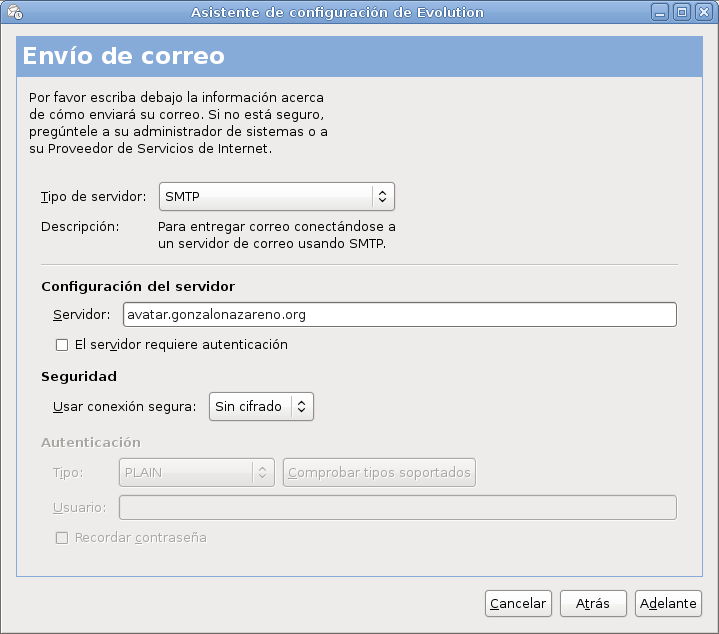 Asistente de configuración de Evolution
Envío de correo
Por favor escriba debajo la información acerca
de cómo enviará su correo. Si no está seguro,
pregúntele a su administrador de sistemas o a
su Proveedor de Servicios de Internet.
Tipo de servidor: SMTP
Descripción: Para entregar correo conectándose a
un servidor de correo usando SMTP.
Configuración del servidor
Servidor: avatar.gonzalonazareno.org
El servidor requiere autenticación
Seguridad
Usar conexión segura: Sin cifrado
Autenticación
Tipo: PLAIN Comprobar tipos soportados
Usuario:
Recordar contraseña
Cancelar Atrás Adelante